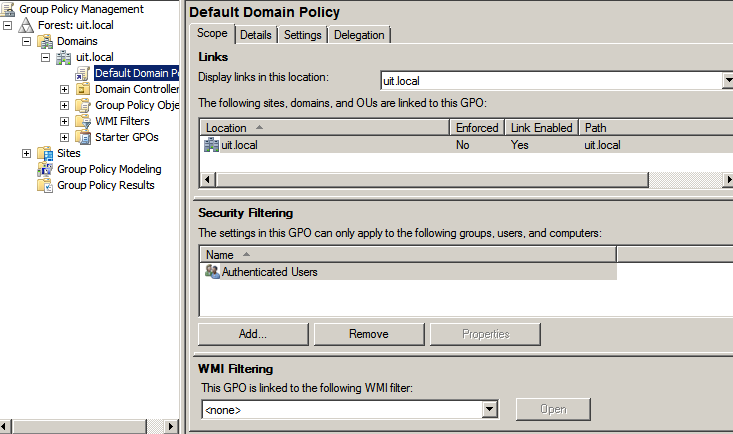 Group Policy Management
Forest: uit.local
Domains
uit.local
Default Domain Po
Domain Controller
Group Policy Obje
WMI Filters
Starter GPOs
Sites
Group Policy Modeling
Group Policy Results
Default Domain Policy
Scope Details Settings Delegation
Links
Display links in this location: uit.local
The following sites, domains, and OUs are linked to this GPO:
Location Enforced Link Enabled Path
uit.local No Yes uit.local
Security Filtering
The settings in this GPO can only apply to the following groups, users, and computers:
Name
Authenticated Users
Add... Remove Properties
WMI Filtering
This GPO is linked to the following WMI filter:
<none> Open